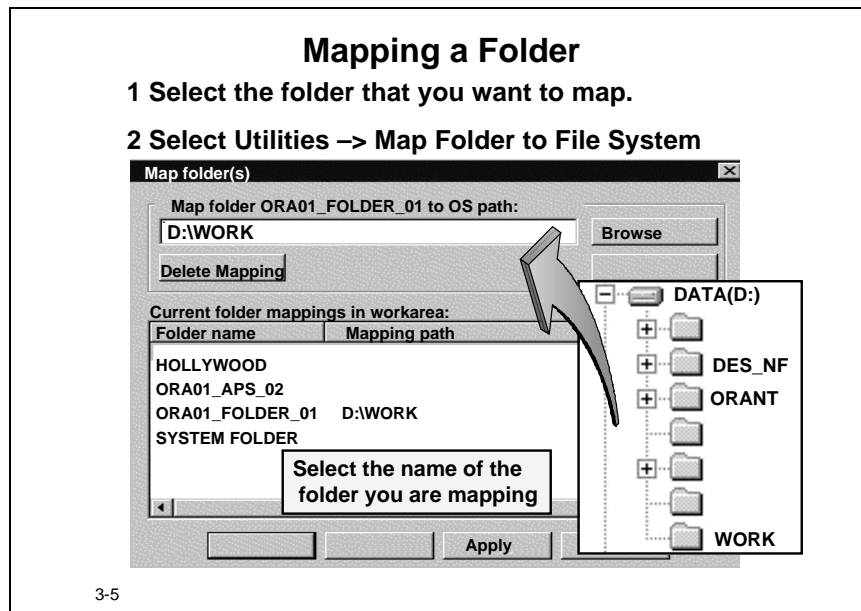 Mapping a Folder
1 Select the folder that you want to map.
2 Select Utilities –> Map Folder to File System
Map folder(s)
Map folder ORA01_FOLDER_01 to OS path:
D:\WORK
Browse
Delete Mapping
DATA(D:)
DES_NF
ORANT
WORK
Current folder mappings in workarea:
Folder name Mapping path
HOLLYWOOD
ORA01_APS_02
ORA01_FOLDER_01 D:\WORK
SYSTEM FOLDER
Select the name of the
folder you are mapping
Apply
3-5